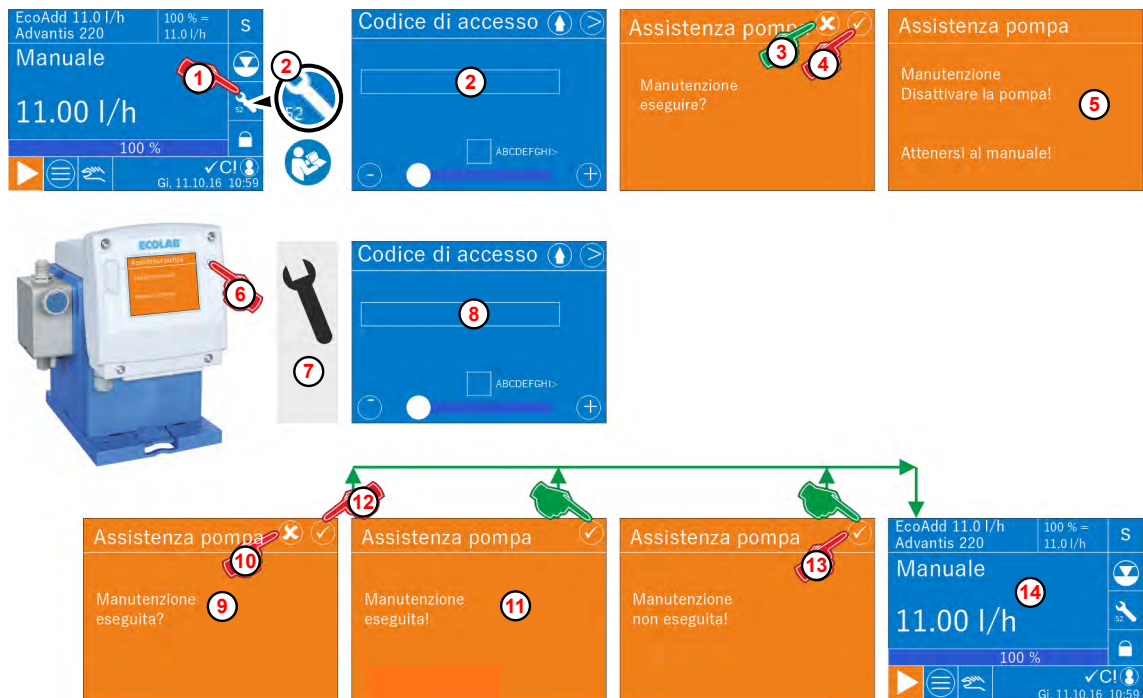 EcoAdd 11.0 l/h
Advantis 220
100 % =
11.0 l/h
S
Manuale
1
2
52
52
11.00 l/h
100 %
✓C!
Gi, 11.10.16 10:59
Codice di accesso
2
ABCDEFGHI>
-
+
Assistenza pompa
3
4
Manutenzione
eseguire?
Assistenza pompa
Manutenzione
Disattivare la pompa!
5
Attenersi al manuale!
ECOLAB
Assistenza pompa
6
7
Codice di accesso
8
ABCDEFGHI>
-
+
12
Assistenza pompa
10
Manutenzione
eseguita?
9
Assistenza pompa
Manutenzione
eseguita!
11
Assistenza pompa
13
Manutenzione
non eseguita!
EcoAdd 11.0 l/h
Advantis 220
100 % =
11.0 l/h
S
Manuale
14
52
11.00 l/h
100 %
✓C!
Gi, 11.10.16 10:59